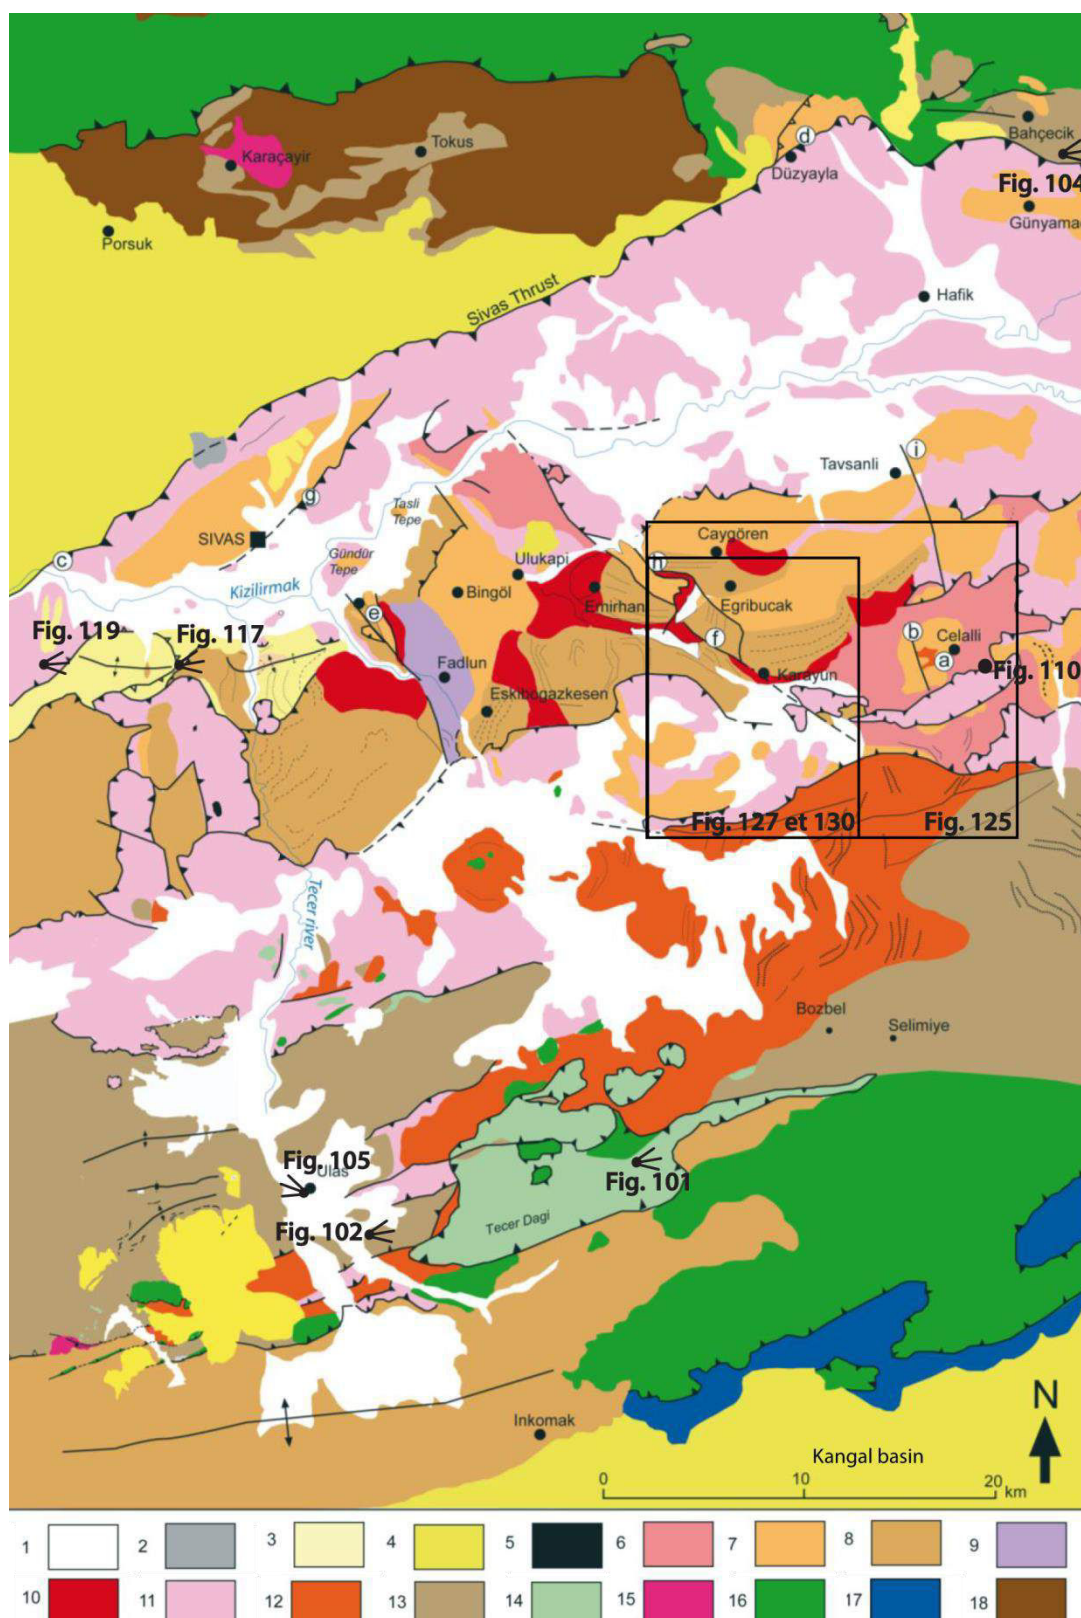 Karaçayir
Tokus
d
Düzyayla
Bahçecik
Fig. 104
Günyama
Porsuk
Hafik
Sivas Thrust
i
Tavsanli
g
Tasli
Tepe
SIVAS
Gündür
Tepe
c
Kizilirmak
Ulukapi
Caygören
h
Bingöl
Emirhan
Egribucak
e
Fig. 119
Fig. 117
f
b
Celalli
a
Fadlun
Karayün
Fig. 110
Eskibogazkesen
Fig. 127 et 130
Fig. 125
Tecer river
Bozbel
Selimiye
Fig. 105
Ulas
Fig. 101
Fig. 102
Tecer Dagi
N
Inkomak
Kangal basin
0 10 20 km
1 2 3 4 5 6 7 8 9
10 11 12 13 14 15 16 17 18